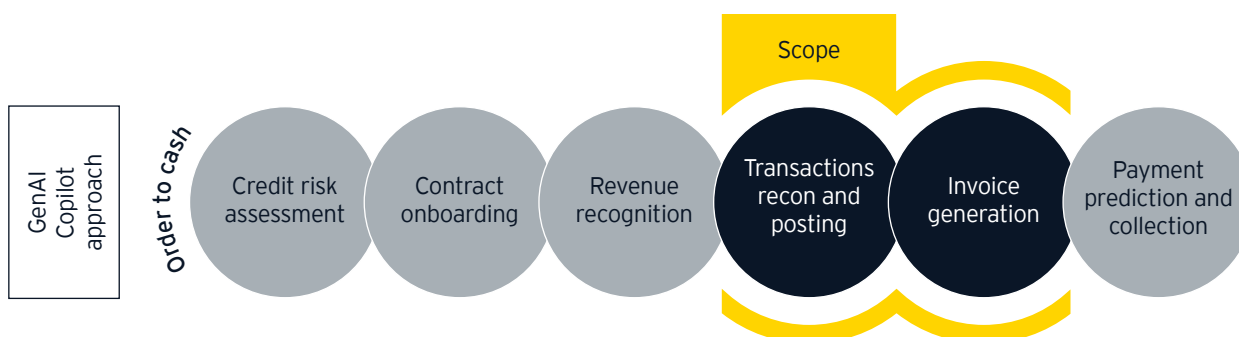 Scope
GenAI
Copilot
approach
Order to cash
Credit risk
assessment
Contract
onboarding
Revenue
recognition
Transactions
recon and
posting
Invoice
generation
Payment
prediction and
collection